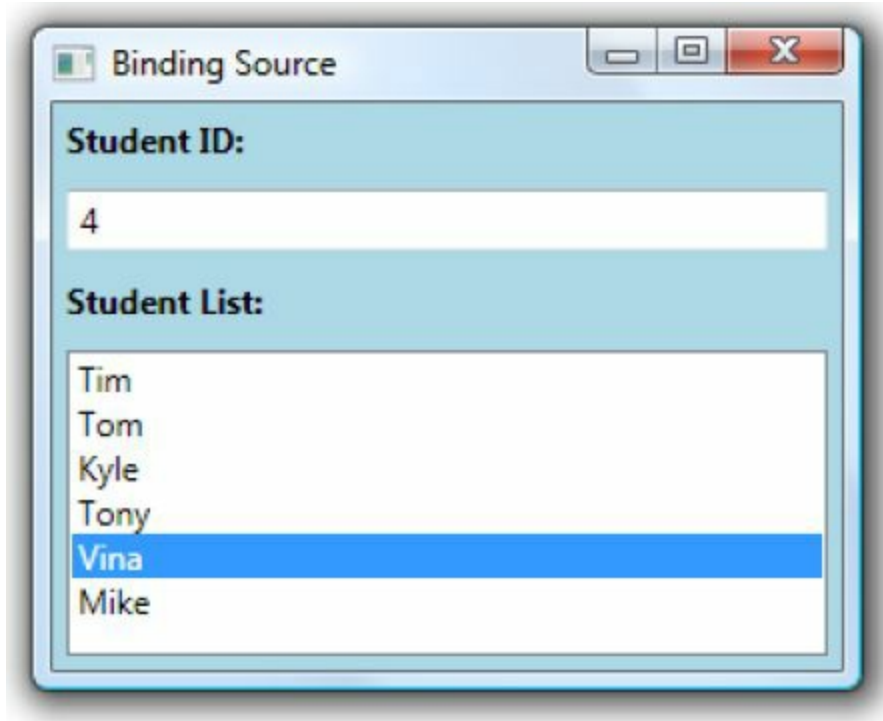 Binding Source
Student ID:
4
Student List:
Tim
Tom
Kyle
Tony
Vina
Mike